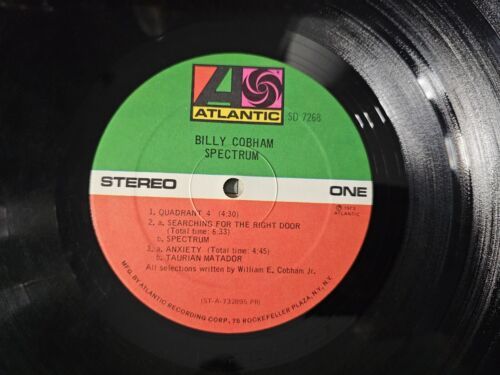 ATLANTIC
SD 7268
BILLY COBHAM
SPECTRUM
STEREO
ONE
1. QUADRANT 4 (4:30)
2. a. SEARCHING FOR THE RIGHT DOOR
(Total time: 6:33)
b. SPECTRUM
3. a. ANXIETY (Total time: 4:45)
b. TAURIAN MATADOR
All selections written by William E. Cobham Jr.
℗ 1973
ATLANTIC
(ST-A-732895 PR)
MFG. BY ATLANTIC RECORDING CORP., 75 ROCKEFELLER PLAZA, N.Y., N.Y.